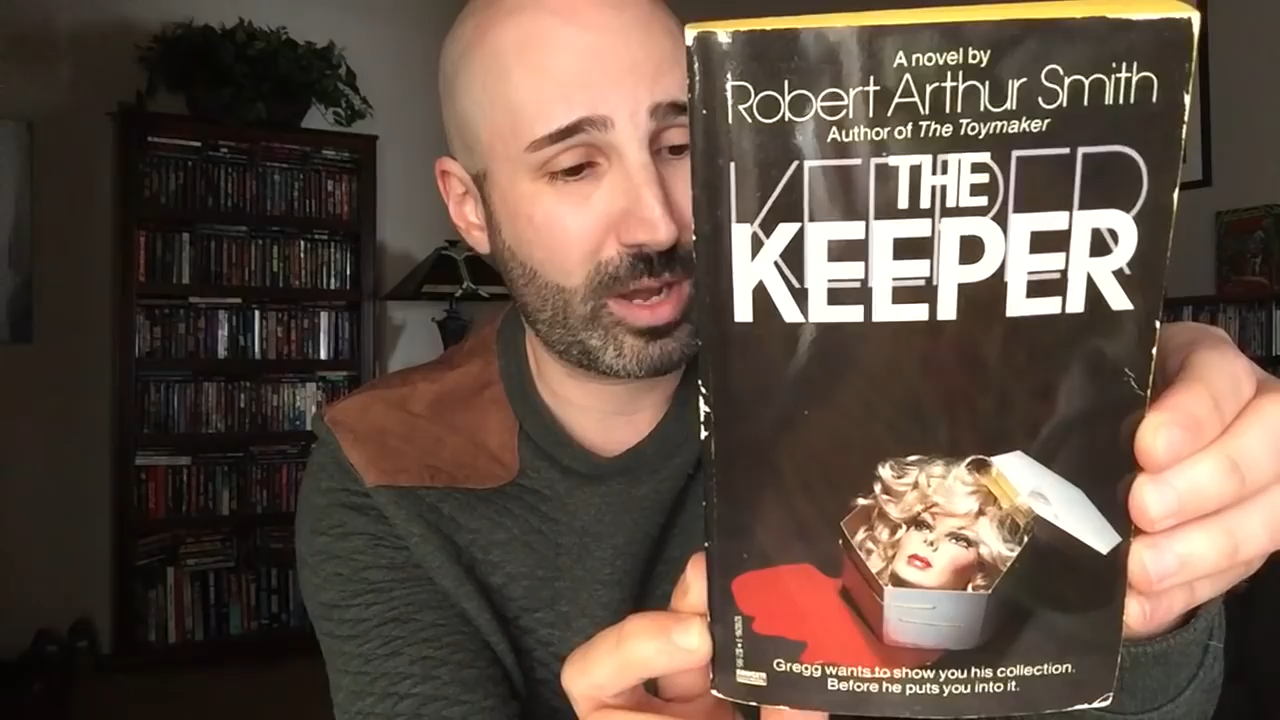 A novel by
Robert Arthur Smith
Author of The Toymaker
THE
KEEPER
Gregg wants to show you his collection.
Before he puts you into it.